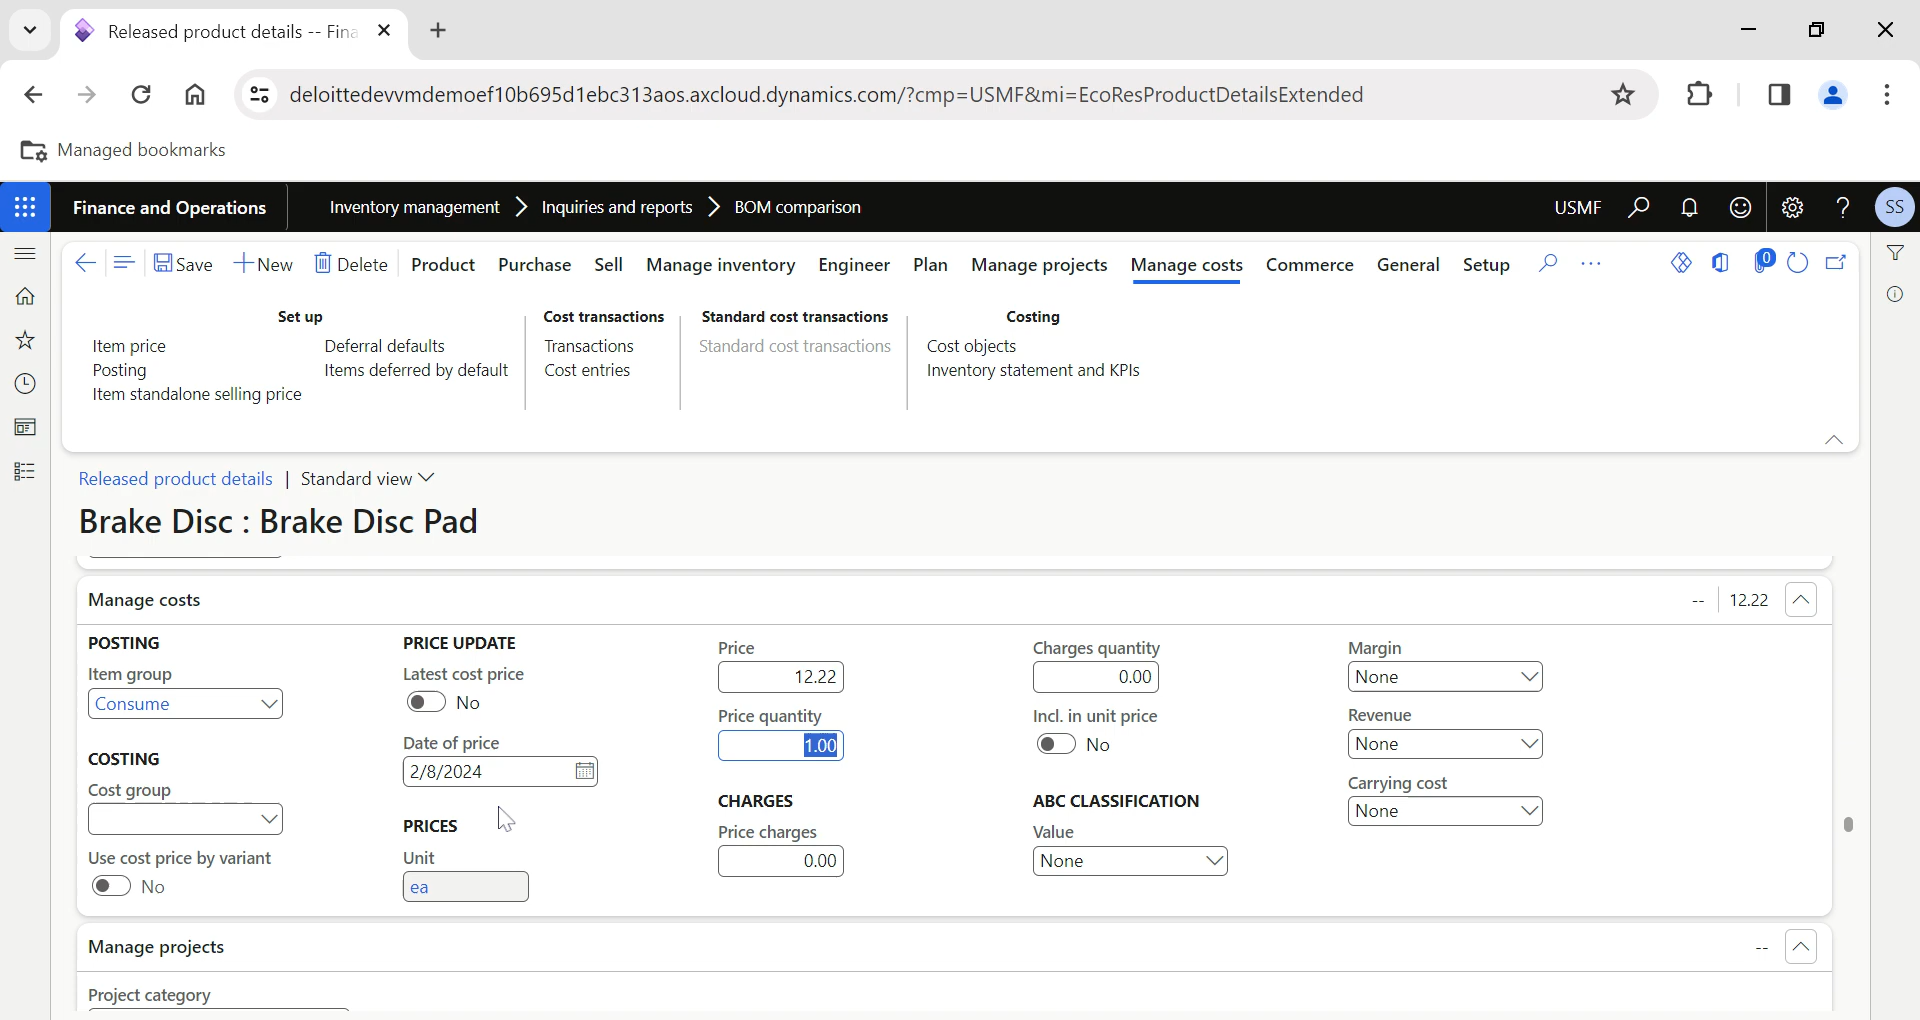 Released product details -- Fina
deloittedevvmdemoef10b695d1ebc313aos.axcloud.dynamics.com/?cmp=USMF&mi=EcoResProductDetailsExtended
Managed bookmarks
Finance and Operations
Inventory management
Inquiries and reports
BOM comparison
USMF
?
SS
Save
New
Delete
Product
Purchase
Sell
Manage inventory
Engineer
Plan
Manage projects
Manage costs
Commerce
General
Setup
0
Set up
Item price
Posting
Item standalone selling price
Deferral defaults
Items deferred by default
Cost transactions
Transactions
Cost entries
Standard cost transactions
Standard cost transactions
Costing
Cost objects
Inventory statement and KPIs
Released product details | Standard view
Brake Disc : Brake Disc Pad
Manage costs
-- 12.22
POSTING
Item group
Consume
COSTING
Cost group
Use cost price by variant
No
PRICE UPDATE
Latest cost price
No
Date of price
2/8/2024
PRICES
Unit
ea
Price
12.22
Price quantity
1.00
CHARGES
Price charges
0.00
Charges quantity
0.00
Incl. in unit price
No
ABC CLASSIFICATION
Value
None
Margin
None
Revenue
None
Carrying cost
None
Manage projects
--
Project category